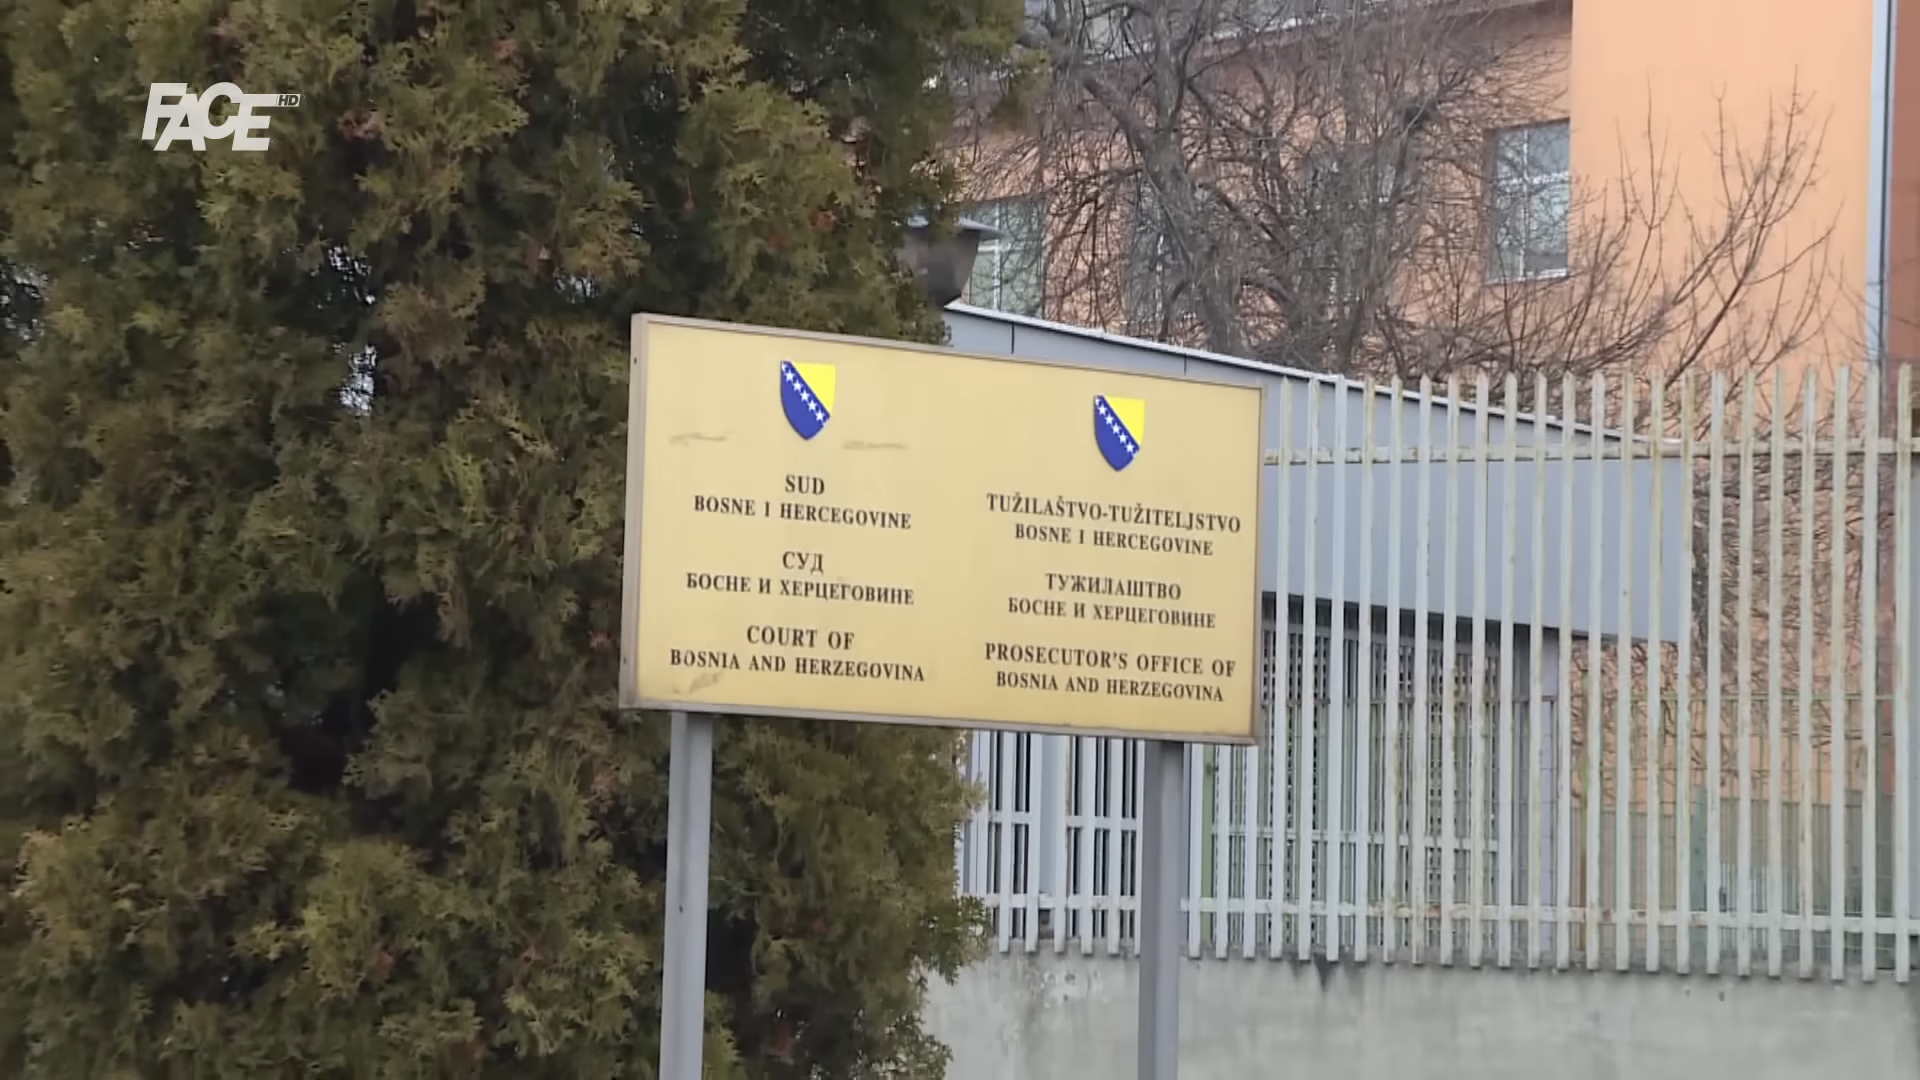 FACE HD
SUD
BOSNE I HERCEGOVINE
СУД
БОСНЕ И ХЕРЦЕГОВИНЕ
COURT OF
BOSNIA AND HERZEGOVINA
TUŽILAŠTVO-TUŽITELJSTVO
BOSNE I HERCEGOVINE
ТУЖИЛАШТВО
БОСНЕ И ХЕРЦЕГОВИНЕ
PROSECUTOR'S OFFICE OF
BOSNIA AND HERZEGOVINA